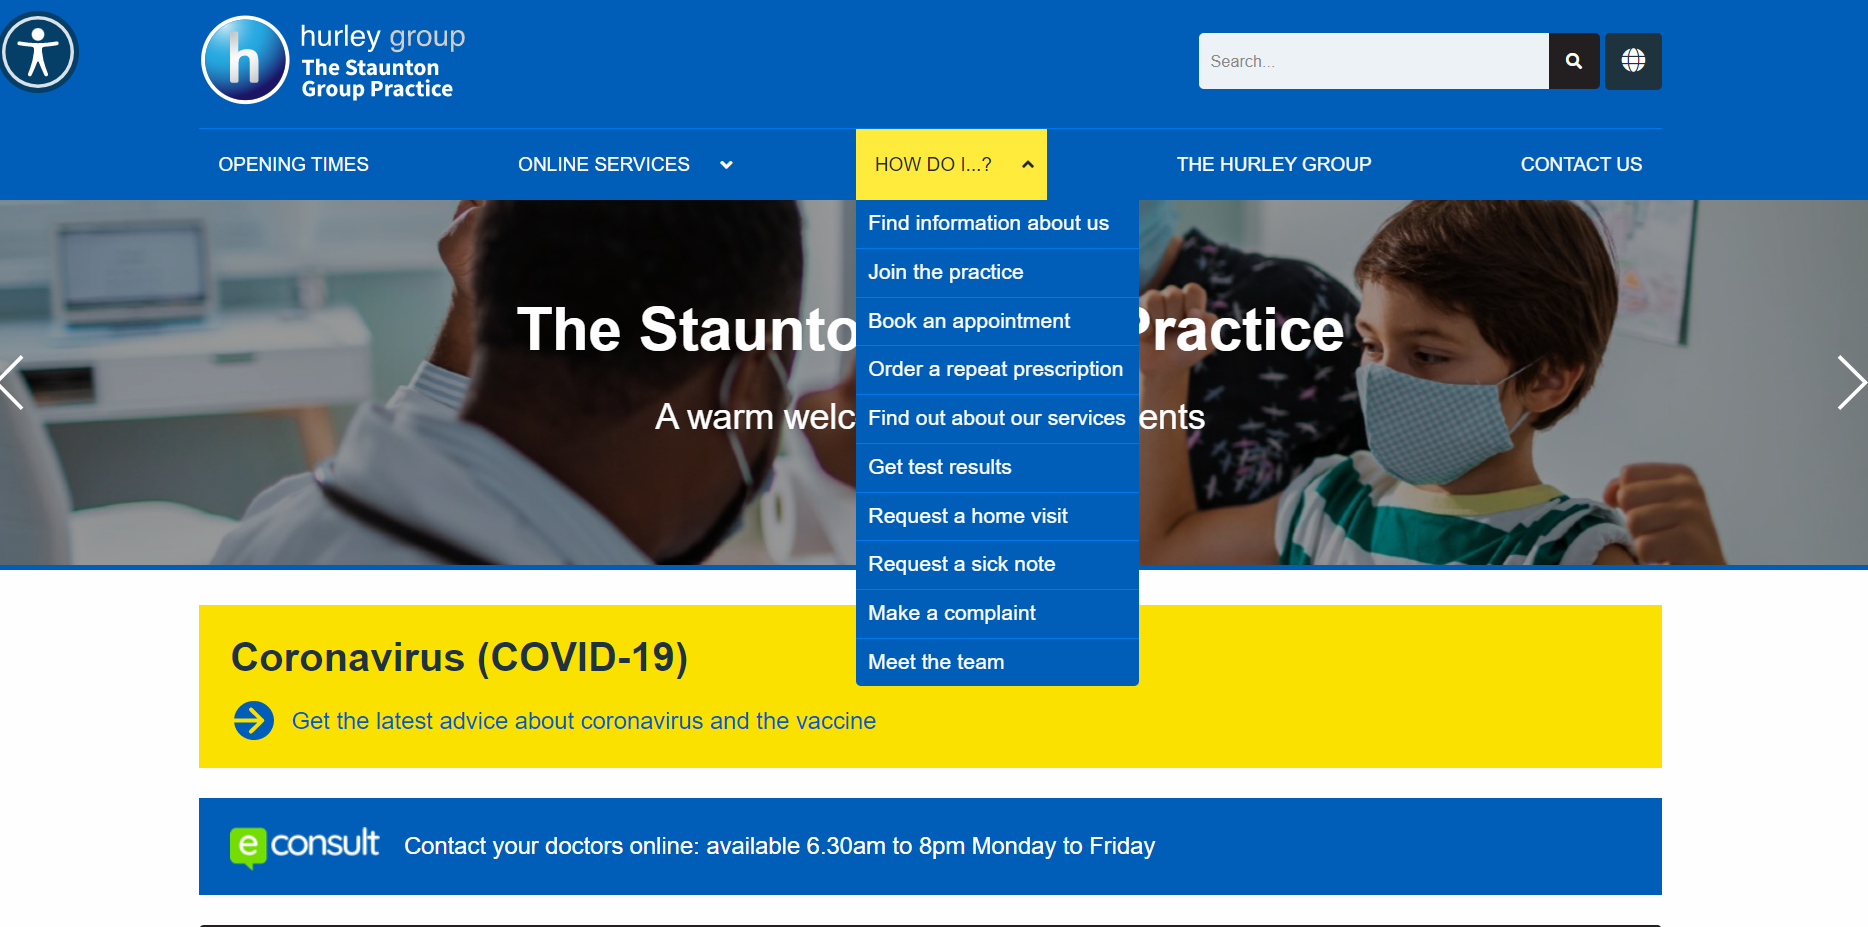 hurley group
The Staunton
Group Practice
Search...
OPENING TIMES
ONLINE SERVICES
HOW DO I...?
THE HURLEY GROUP
CONTACT US
Find information about us
Join the practice
Book an appointment
Order a repeat prescription
Find out about our services
Get test results
Request a home visit
Request a sick note
Make a complaint
Meet the team
The Staunto Practice
A warm welc ents
Coronavirus (COVID-19)
Get the latest advice about coronavirus and the vaccine
e consult
Contact your doctors online: available 6.30am to 8pm Monday to Friday